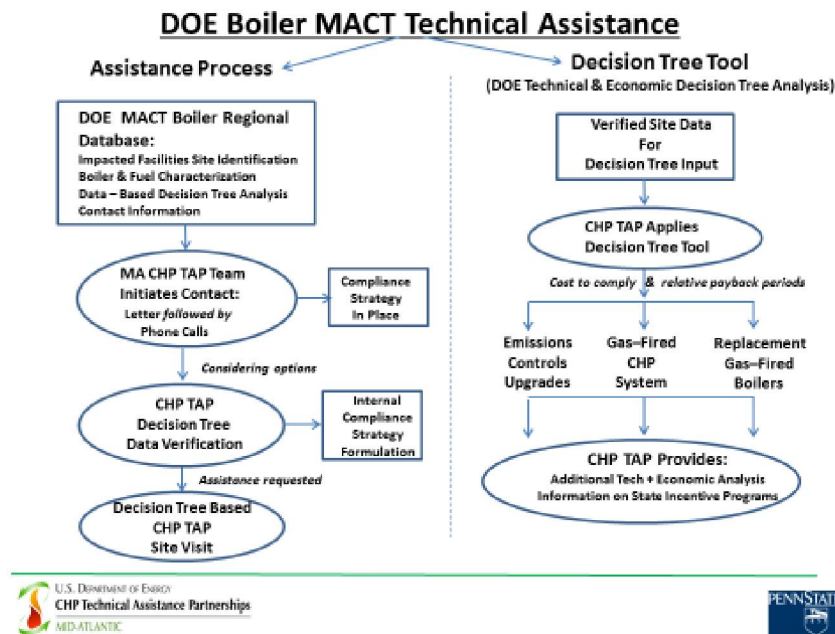 DOE Boiler MACT Technical Assistance
Assistance Process
DOE MACT Boiler Regional
Database:
Impacted Facilities Site Identification
Boiler & Fuel Characterization
Data – Based Decision Tree Analysis
Contact Information
MA CHP TAP Team
Initiates Contact:
Letter followed by
Phone Calls
Compliance
Strategy
In Place
Considering options
CHP TAP
Decision Tree
Data Verification
Internal
Compliance
Strategy
Formulation
Assistance requested
Decision Tree Based
CHP TAP
Site Visit
Decision Tree Tool
(DOE Technical & Economic Decision Tree Analysis)
Verified Site Data
For
Decision Tree Input
CHP TAP Applies
Decision Tree Tool
Cost to comply & relative payback periods
Emissions
Controls
Upgrades
Gas–Fired
CHP
System
Replacement
Gas–Fired
Boilers
CHP TAP Provides:
Additional Tech + Economic Analysis
Information on State Incentive Programs
U.S. DEPARTMENT OF ENERGY
CHP Technical Assistance Partnerships
MID-ATLANTIC
PENNSTATE